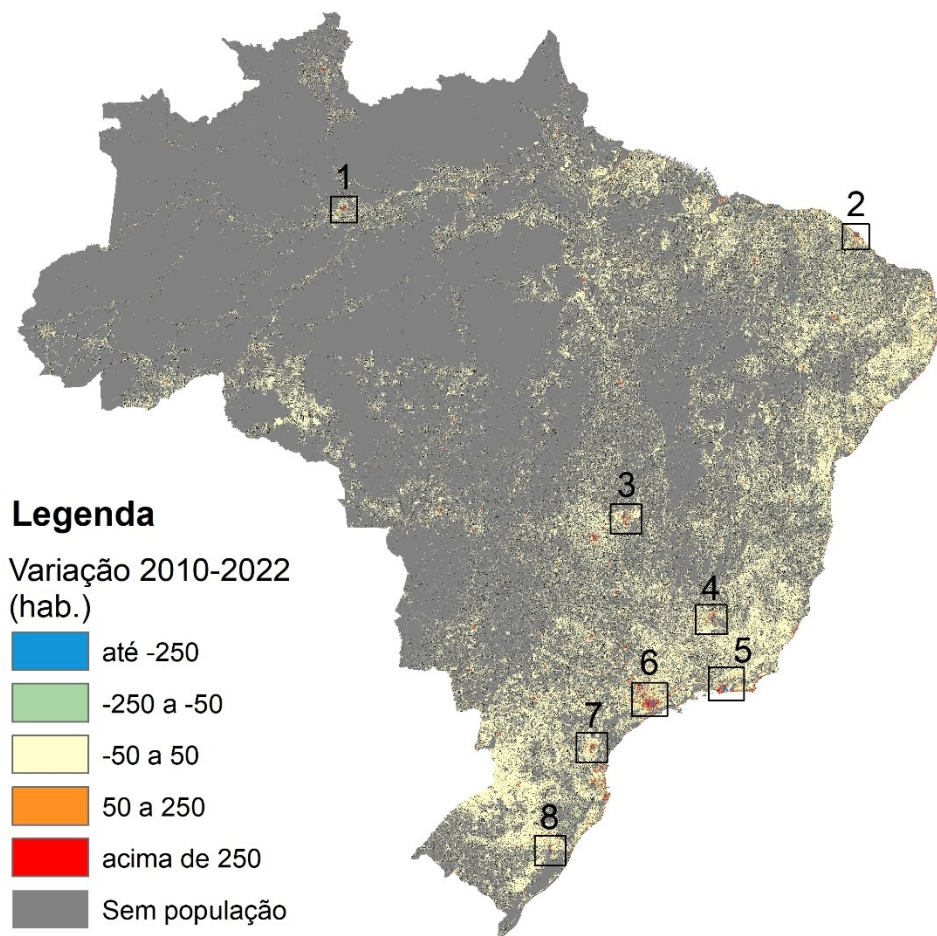 1
2
3
4
5
6
7
8
Legenda
Variação 2010-2022
(hab.)
até -250
-250 a -50
-50 a 50
50 a 250
acima de 250
Sem população